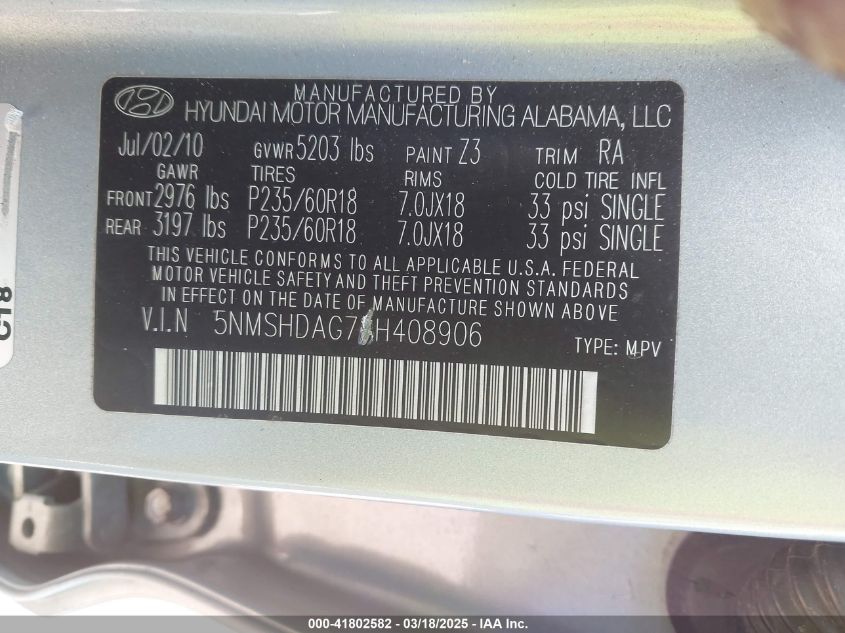 MANUFACTURED BY
HYUNDAI MOTOR MANUFACTURING ALABAMA, LLC
Jul/02/10 GVWR 5203 lbs PAINT Z3 TRIM RA
GAWR TIRES RIMS COLD TIRE INFL
FRONT 2976 lbs P235/60R18 7.0JX18 33 psi SINGLE
REAR 3197 lbs P235/60R18 7.0JX18 33 psi SINGLE
THIS VEHICLE CONFORMS TO ALL APPLICABLE U.S.A. FEDERAL
MOTOR VEHICLE SAFETY AND THEFT PREVENTION STANDARDS
IN EFFECT ON THE DATE OF MANUFACTURE SHOWN ABOVE
V.I.N 5NMSHDAG7 H408906 TYPE: MPV
C18
000-41802582 / 03/18/2025 - IAA Inc.